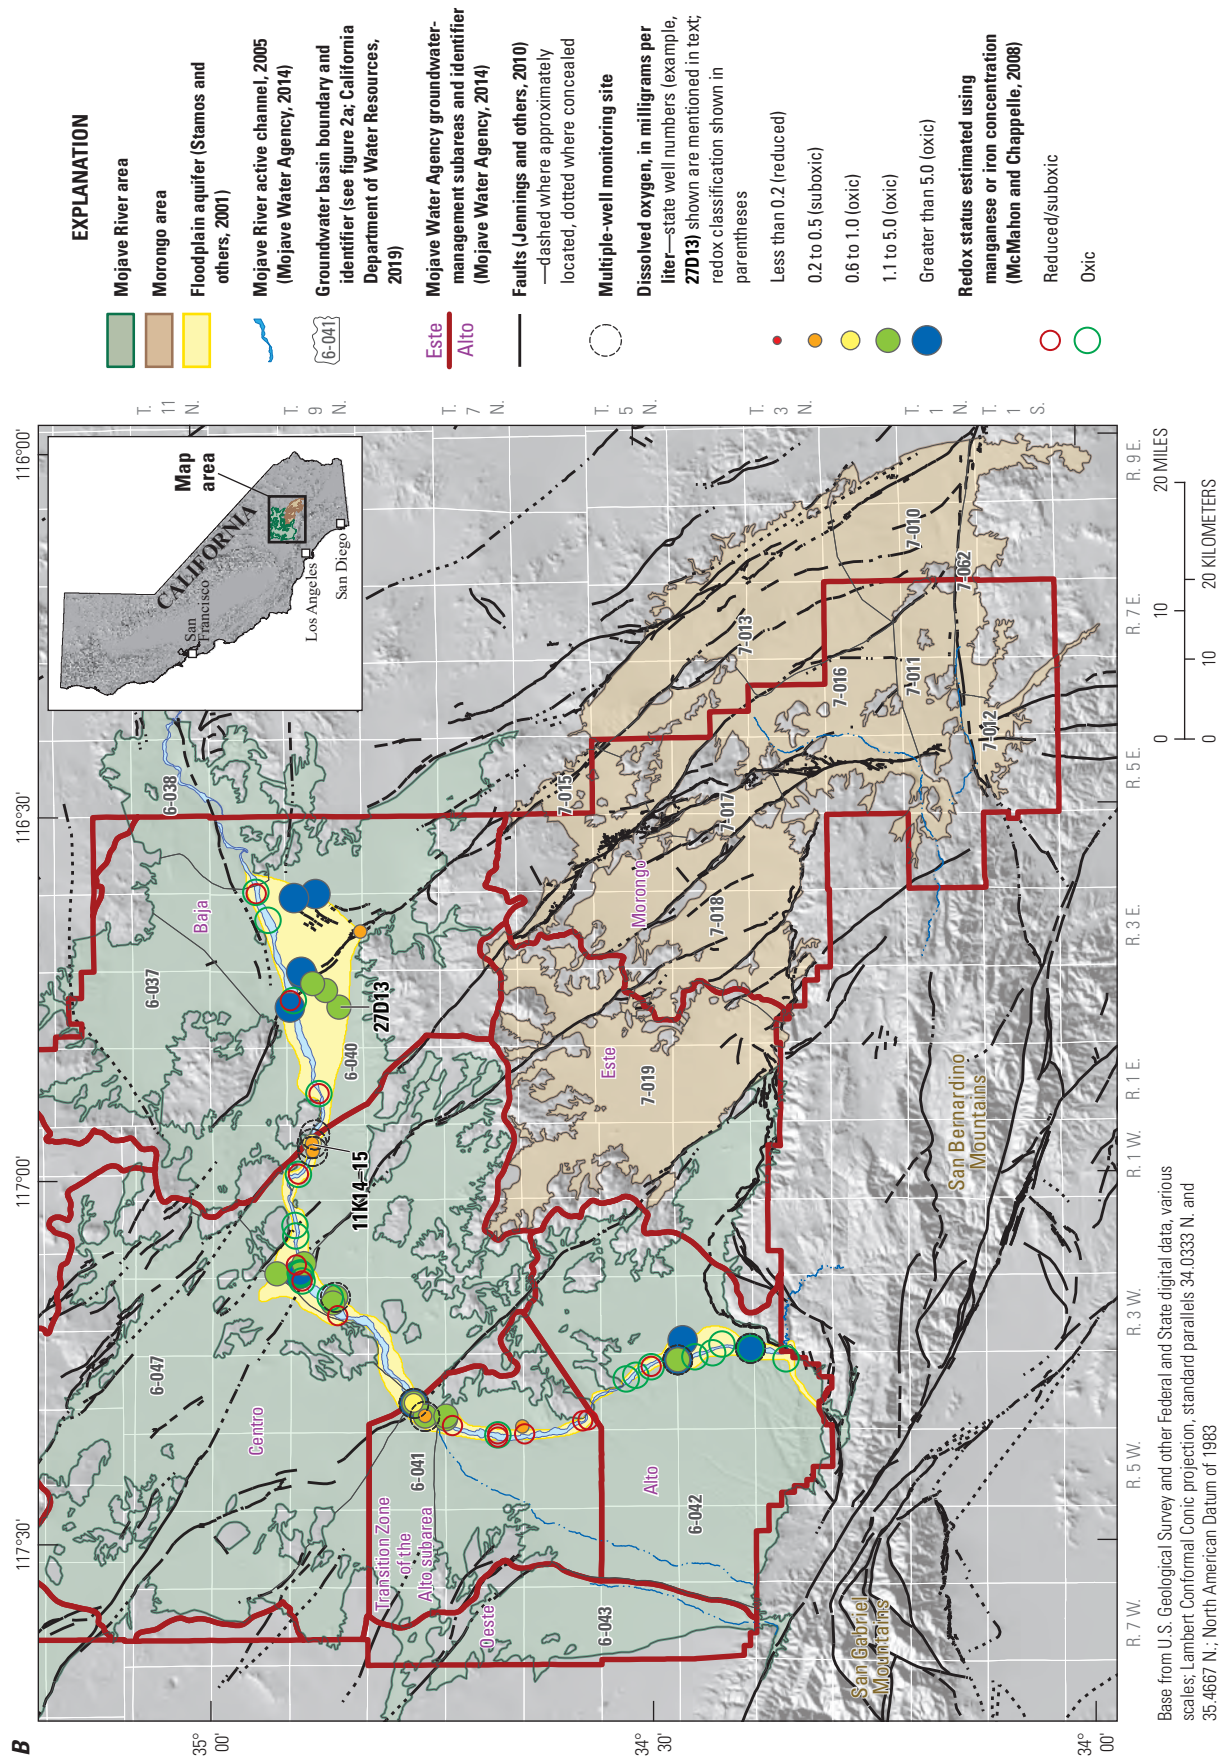 B
117°30'
117°00'
116°30'
116°00'
35°
00'
34°
30'
34°
00'
T.
11
N.
T.
9
N.
T.
7
N.
T.
5
N.
T.
3
N.
T.
1
N.
T.
1
S.
R. 7 W.
R. 5 W.
R. 3 W.
R. 1 W.
R. 1 E.
R. 3 E.
R. 5 E.
R. 7 E.
R. 9 E.
CALIFORNIA
Map
area
San
Francisco
Los Angeles
San Diego
6-038
Baja
6-037
6-047
Centro
27D13
6-040
11K14–15
Transition Zone
of the
Alto subarea
6-041
Oeste
6-043
Alto
6-042
Este
7-019
Morongo
7-018
7-017
7-015
7-013
7-016
7-011
7-010
7-062
7-012
San Bernardino
Mountains
San Gabriel
Mountains
0
10
20 MILES
0
10
20 KILOMETERS
Base from U.S. Geological Survey and other Federal and State digital data, various
scales; Lambert Conformal Conic projection, standard parallels 34.0333 N. and
35.4667 N.; North American Datum of 1983
EXPLANATION
Mojave River area
Morongo area
Floodplain aquifer (Stamos and
others, 2001)
Mojave River active channel, 2005
(Mojave Water Agency, 2014)
6-041
Groundwater basin boundary and
identifier (see figure 2a; California
Department of Water Resources,
2019)
Este
Alto
Mojave Water Agency groundwater-
management subareas and identifier
(Mojave Water Agency, 2014)
Faults (Jennings and others, 2010)
—dashed where approximately
located, dotted where concealed
Multiple-well monitoring site
Dissolved oxygen, in milligrams per
liter—state well numbers (example,
27D13) shown are mentioned in text;
redox classification shown in
parentheses
Less than 0.2 (reduced)
0.2 to 0.5 (suboxic)
0.6 to 1.0 (oxic)
1.1 to 5.0 (oxic)
Greater than 5.0 (oxic)
Redox status estimated using
manganese or iron concentration
(McMahon and Chappelle, 2008)
Reduced/suboxic
Oxic